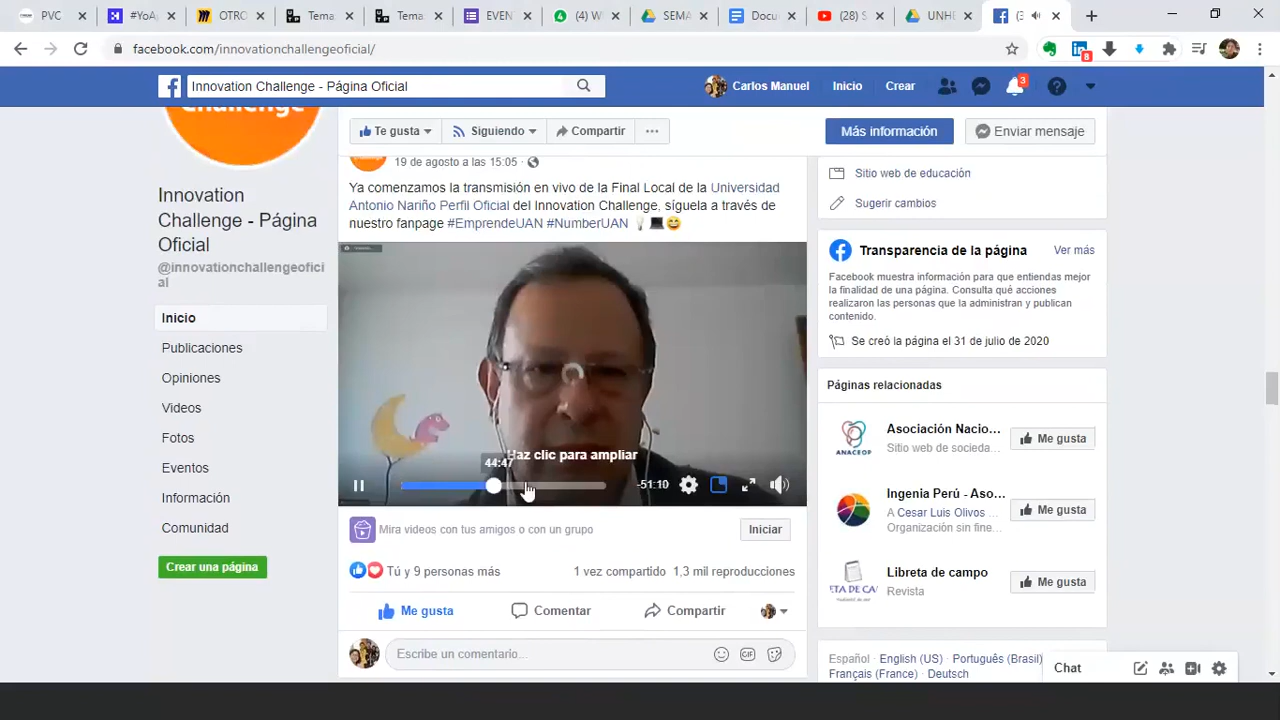 PVC
#YoAp
OTRO
Tema:
Tema:
EVEN
(4) W
SEMA
Docu
(28) S
UNHE
(3
facebook.com/innovationchallengeoficial/
8
Innovation Challenge - Página Oficial
Carlos Manuel
Inicio
Crear
3
Te gusta
Siguiendo
Compartir
Más información
Enviar mensaje
Innovation
Challenge - Página
Oficial
@innovationchallengeofici
al
Inicio
Publicaciones
Opiniones
Videos
Fotos
Eventos
Información
Comunidad
Crear una página
19 de agosto a las 15:05 ·
Ya comenzamos la transmisión en vivo de la Final Local de la Universidad
Antonio Nariño Perfil Oficial del Innovation Challenge, síguela a través de
nuestro fanpage #EmprendeUAN #NumberUAN 💡💻😄
Haz clic para ampliar
44:47
-51:10
Mira videos con tus amigos o con un grupo
Iniciar
Tú y 9 personas más
1 vez compartido
1,3 mil reproducciones
Me gusta
Comentar
Compartir
Escribe un comentario...
GIF
Sitio web de educación
Sugerir cambios
Transparencia de la página
Ver más
Facebook muestra información para que entiendas mejor
la finalidad de una página. Consulta qué acciones
realizaron las personas que la administran y publican
contenido.
Se creó la página el 31 de julio de 2020
Páginas relacionadas
Asociación Nacio...
Sitio web de socieda...
ANACEOP
Me gusta
Ingenia Perú - Aso...
A Cesar Luis Olivos ...
Organización sin fine...
Me gusta
Libreta de campo
Revista
ETA DE CA
Me gusta
Español · English (US) · Português (Brasil)
Français (France) · Deutsch
Chat